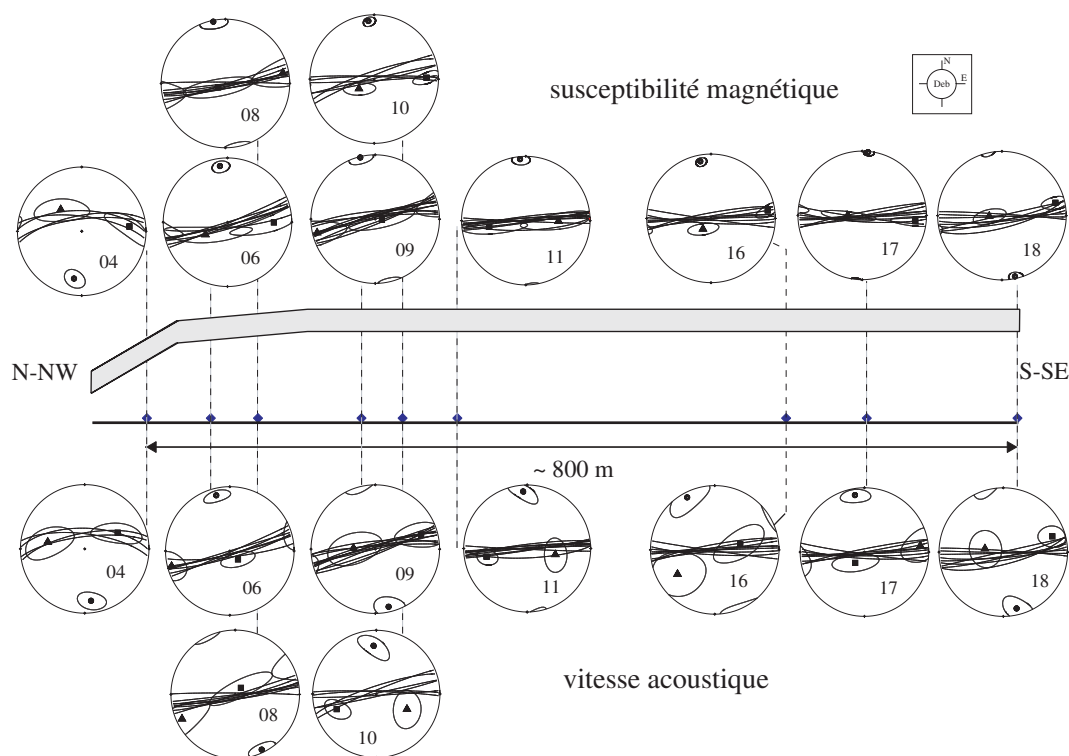 08
10
susceptibilité magnétique
N
E
Deb
04
06
09
11
16
17
18
N-NW
S-SE
~ 800 m
04
06
09
11
16
17
18
08
10
vitesse acoustique